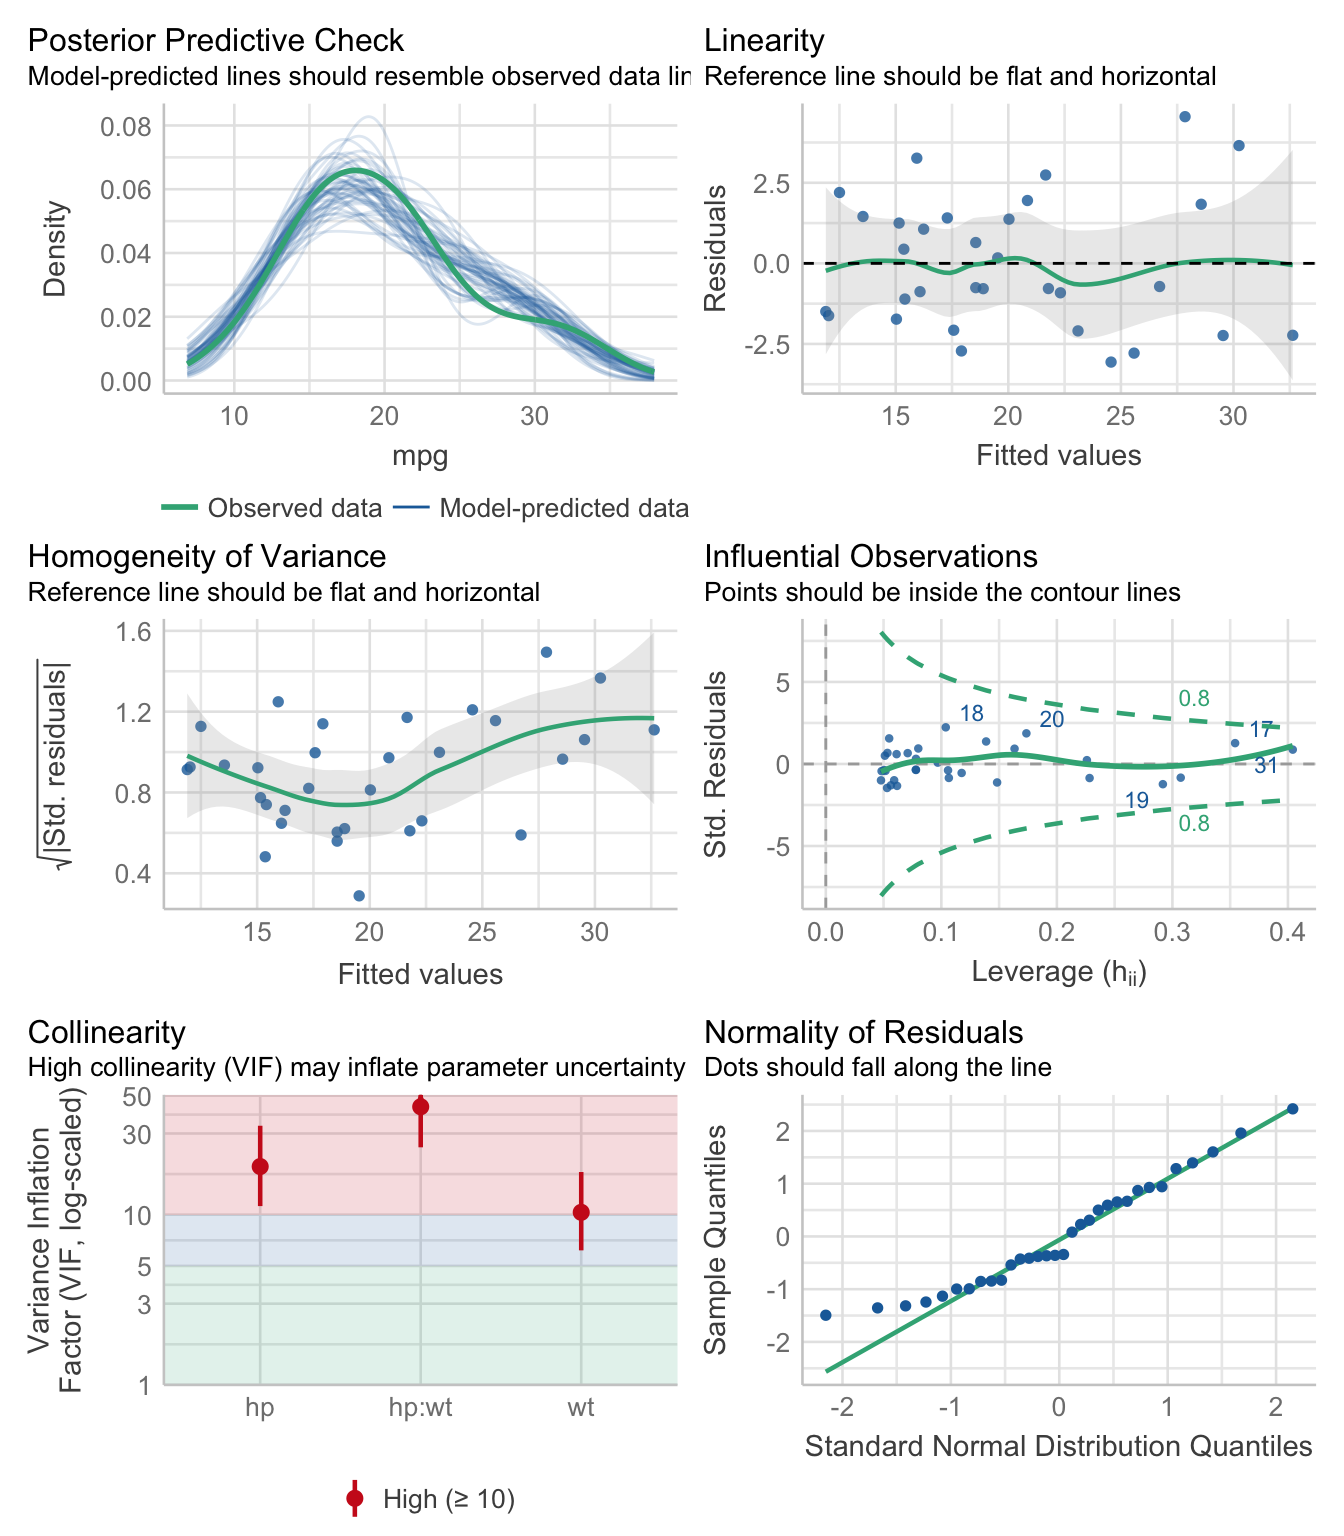 Posterior Predictive Check
Model-predicted lines should resemble observed data lin
Density
0.08
0.06
0.04
0.02
0.00
10 20 30
mpg
Observed data Model-predicted data
Linearity
Reference line should be flat and horizontal
Residuals
2.5
0.0
-2.5
15 20 25 30
Fitted values
Homogeneity of Variance
Reference line should be flat and horizontal
√|Std. residuals|
1.6
1.2
0.8
0.4
15 20 25 30
Fitted values
Influential Observations
Points should be inside the contour lines
Std. Residuals
5
0
-5
0.8
18
20
17
31
19
0.8
0.0 0.1 0.2 0.3 0.4
Leverage (hii)
Collinearity
High collinearity (VIF) may inflate parameter uncertainty
Variance Inflation
Factor (VIF, log-scaled)
50
30
10
5
3
1
hp hp:wt wt
High (≥ 10)
Normality of Residuals
Dots should fall along the line
Sample Quantiles
2
1
0
-1
-2
-2 -1 0 1 2
Standard Normal Distribution Quantiles